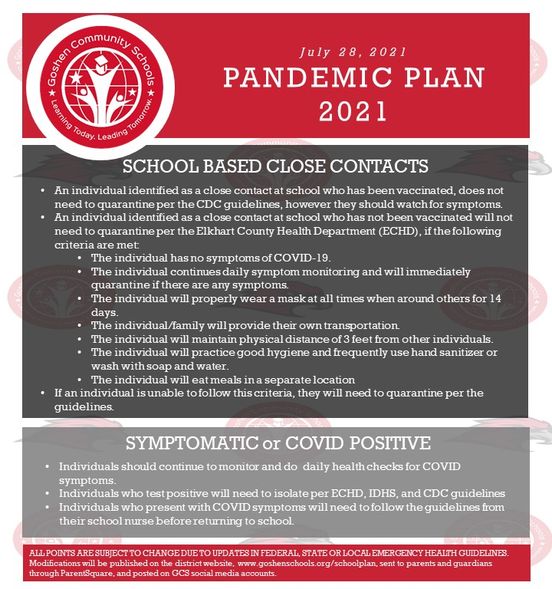 Goshen Community Schools
Learning Today. Leading Tomorrow.
July 28, 2021
PANDEMIC PLAN
2021
SCHOOL BASED CLOSE CONTACTS
• An individual identified as a close contact at school who has been vaccinated, does not
need to quarantine per the CDC guidelines, however they should watch for symptoms.
• An individual identified as a close contact at school who has not been vaccinated will not
need to quarantine per the Elkhart County Health Department (ECHD), if the following
criteria are met:
• The individual has no symptoms of COVID-19.
• The individual continues daily symptom monitoring and will immediately
quarantine if there are any symptoms.
• The individual will properly wear a mask at all times when around others for 14
days.
• The individual/family will provide their own transportation.
• The individual will maintain physical distance of 3 feet from other individuals.
• The individual will practice good hygiene and frequently use hand sanitizer or
wash with soap and water.
• The individual will eat meals in a separate location
• If an individual is unable to follow this criteria, they will need to quarantine per the
guidelines.
SYMPTOMATIC or COVID POSITIVE
• Individuals should continue to monitor and do daily health checks for COVID
symptoms.
• Individuals who test positive will need to isolate per ECHD, IDHS, and CDC guidelines
• Individuals who present with COVID symptoms will need to follow the guidelines from
their school nurse before returning to school.
ALL POINTS ARE SUBJECT TO CHANGE DUE TO UPDATES IN FEDERAL, STATE OR LOCAL EMERGENCY HEALTH GUIDELINES.
Modifications will be published on the district website, www.goshenschools.org/schoolplan, sent to parents and guardians
through ParentSquare, and posted on GCS social media accounts.